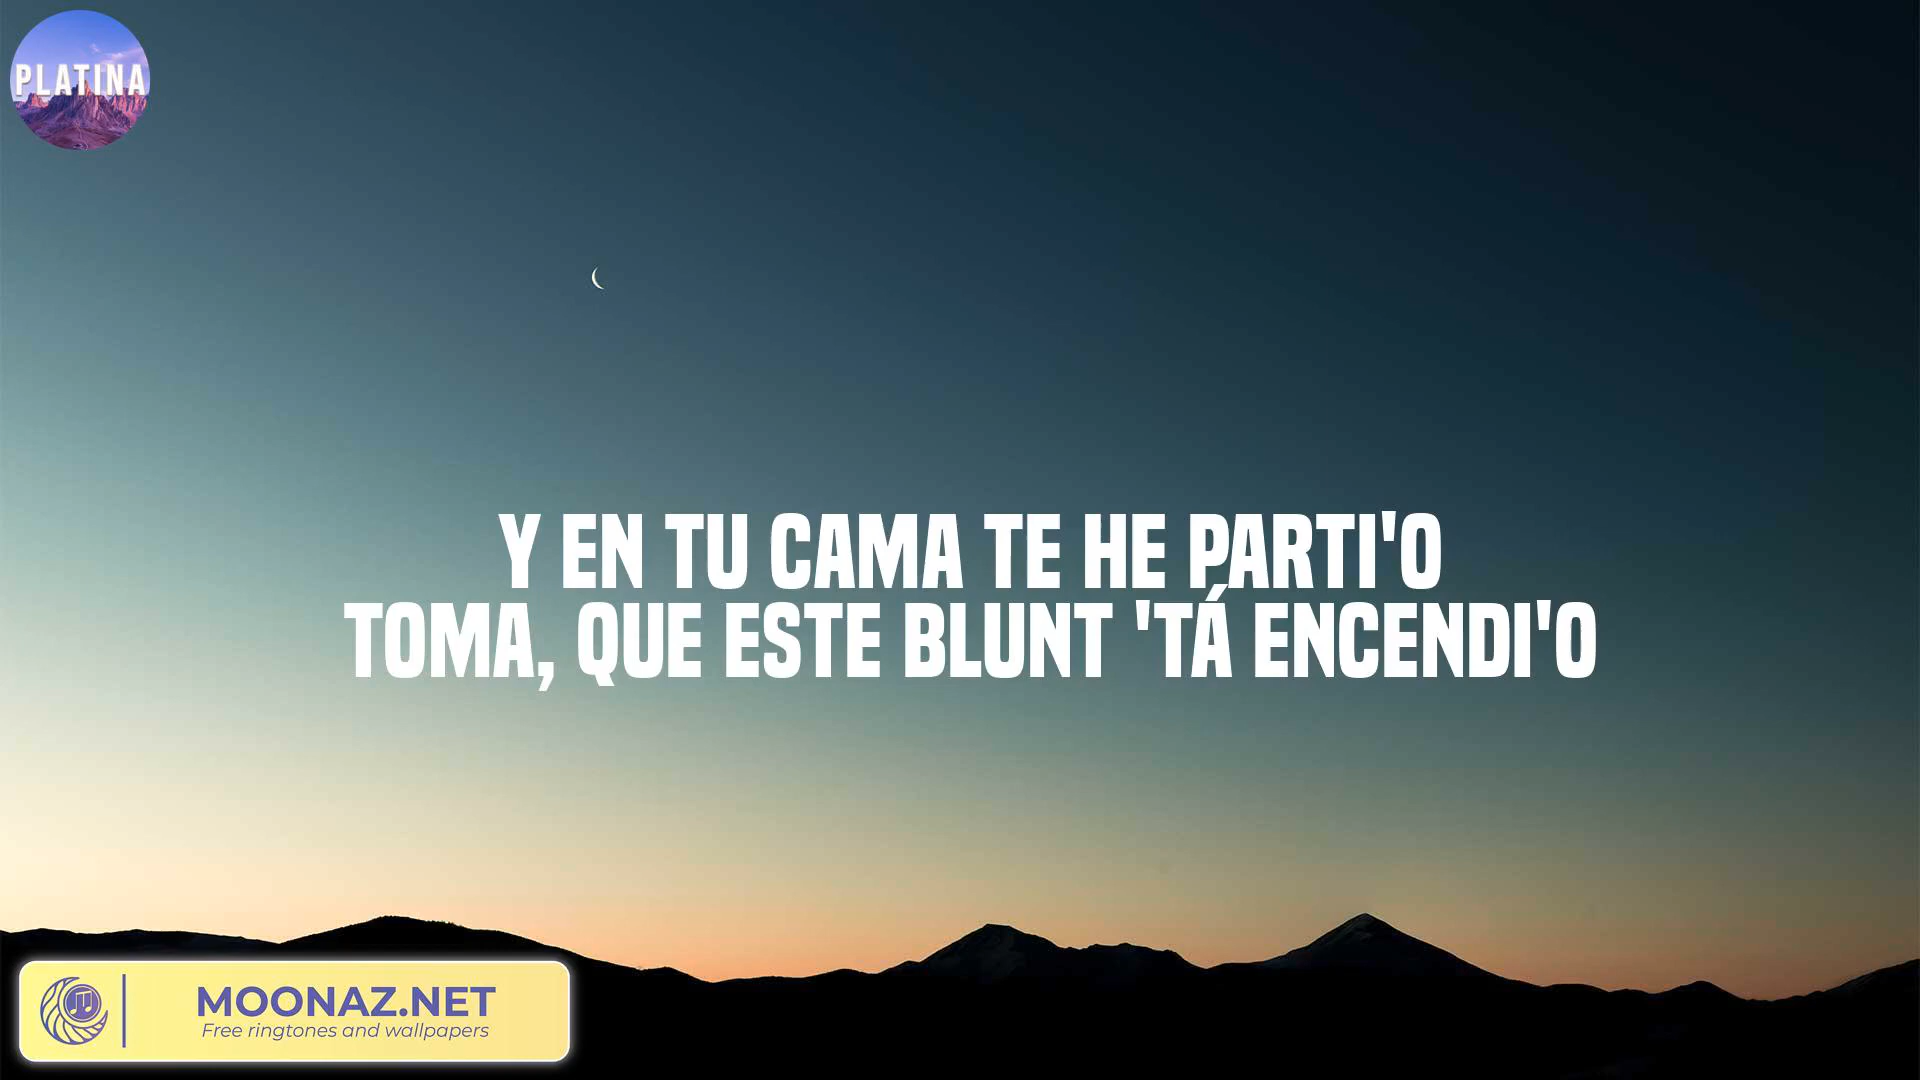 PLATINA
Y EN TU CAMA TE HE PARTI'O
TOMA, QUE ESTE BLUNT 'TÁ ENCENDI'O
MOONAZ.NET
Free ringtones and wallpapers